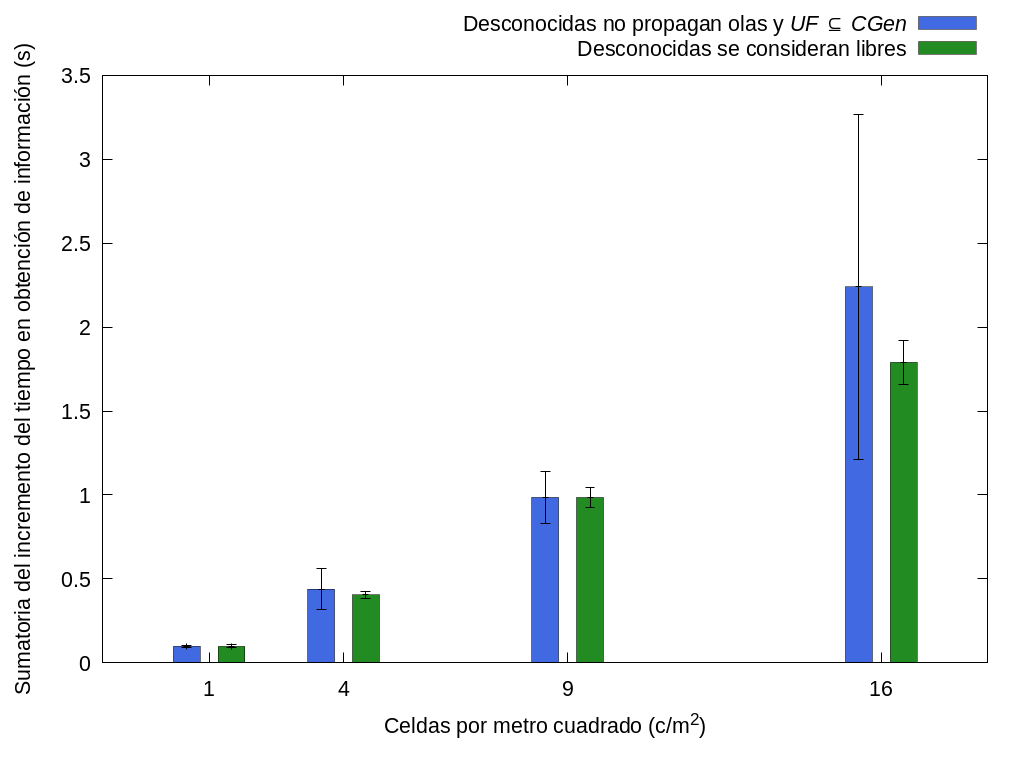 Desconocidas no propagan olas y UF ⊆ CGen
Desconocidas se consideran libres
Sumatoria del incremento del tiempo en obtención de información (s)
3.5
3
2.5
2
1.5
1
0.5
0
1 4 9 16
Celdas por metro cuadrado (c/m²)